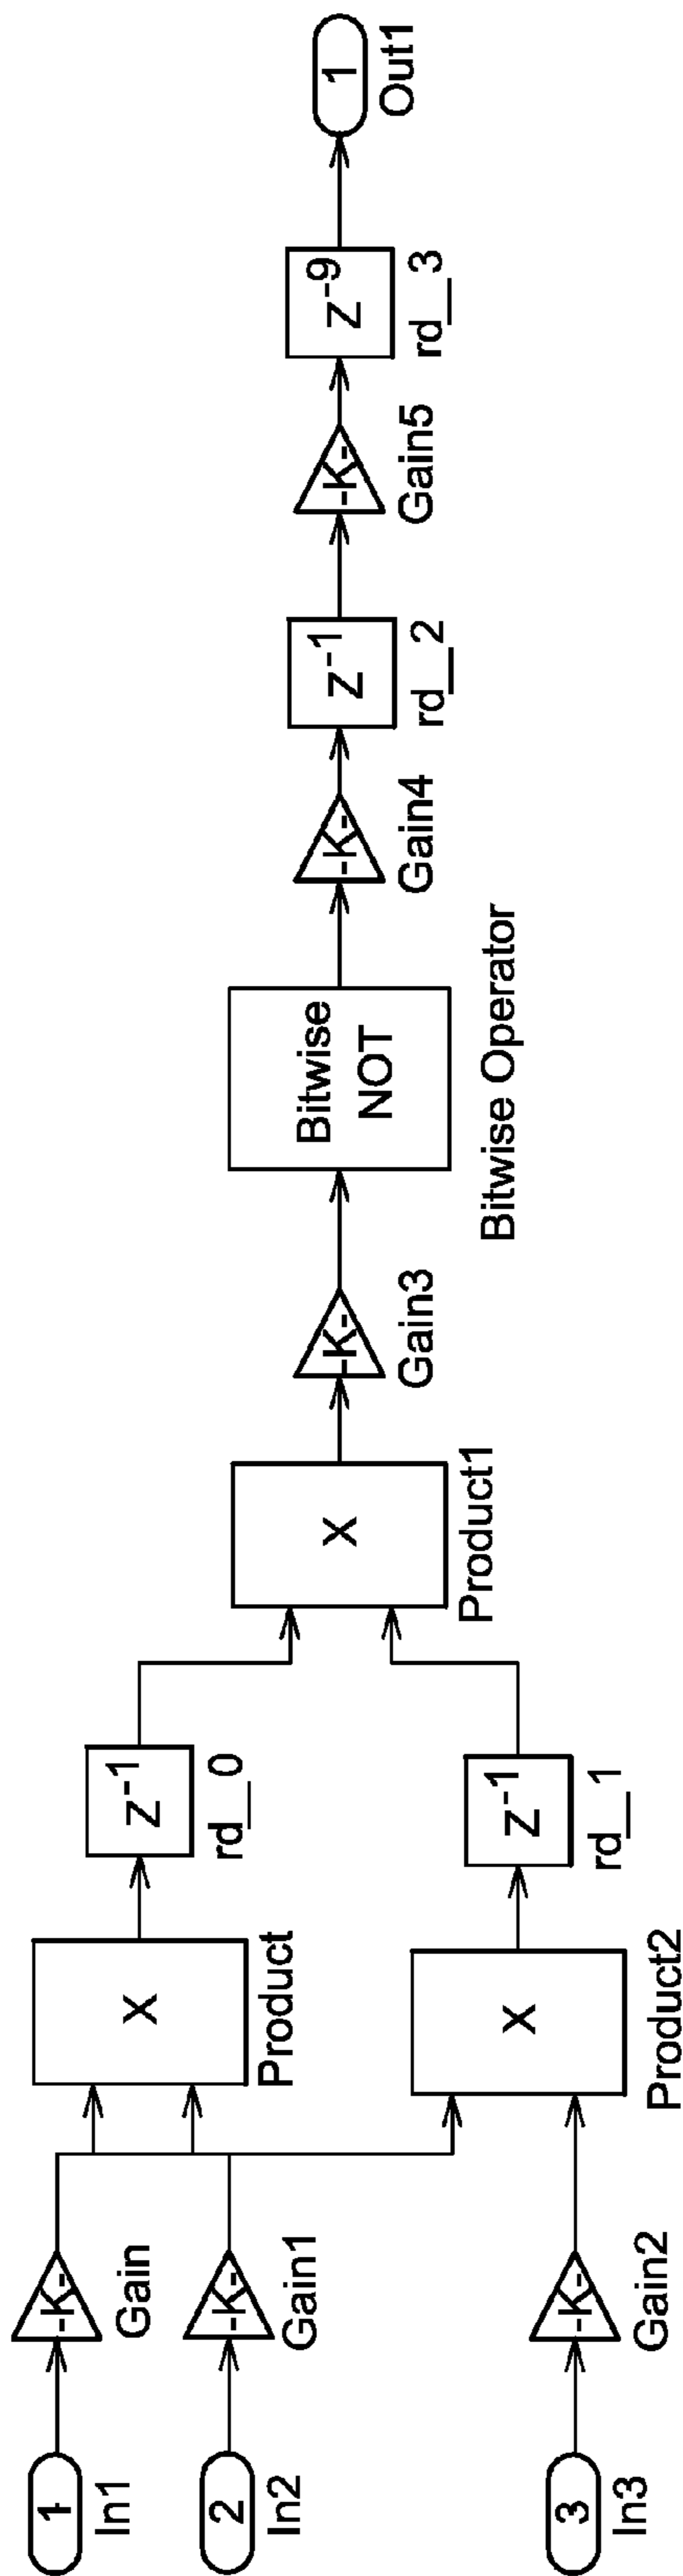 1
In1
-K-
Gain
2
In2
-K-
Gain1
3
In3
-K-
Gain2
X
Product
X
Product2
z-1
rd_0
z-1
rd_1
X
Product1
-K-
Gain3
Bitwise
NOT
Bitwise Operator
-K-
Gain4
z-1
rd_2
-K-
Gain5
z-9
rd_3
1
Out1